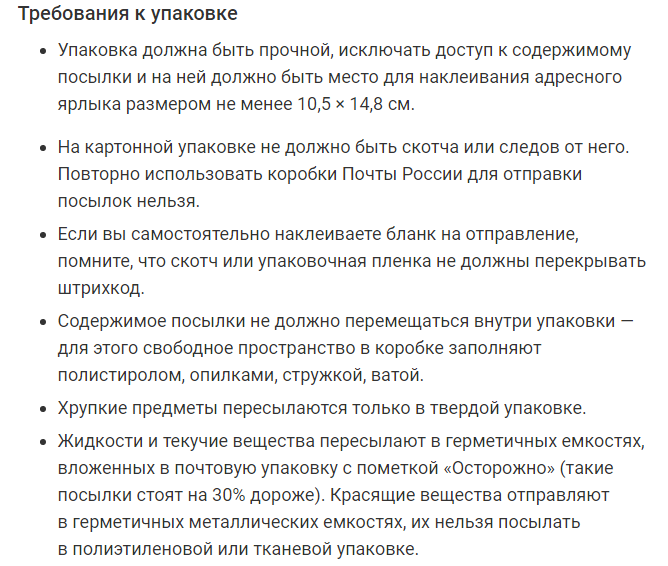 Требования к упаковке
• Упаковка должна быть прочной, исключать доступ к содержимому
посылки и на ней должно быть место для наклеивания адресного
ярлыка размером не менее 10,5 × 14,8 см.
• На картонной упаковке не должно быть скотча или следов от него.
Повторно использовать коробки Почты России для отправки
посылок нельзя.
• Если вы самостоятельно наклеиваете бланк на отправление,
помните, что скотч или упаковочная пленка не должны перекрывать
штрихкод.
• Содержимое посылки не должно перемещаться внутри упаковки —
для этого свободное пространство в коробке заполняют
полистиролом, опилками, стружкой, ватой.
• Хрупкие предметы пересылаются только в твердой упаковке.
• Жидкости и текучие вещества пересылают в герметичных емкостях,
вложенных в почтовую упаковку с пометкой «Осторожно» (такие
посылки стоят на 30% дороже). Красящие вещества отправляют
в герметичных металлических емкостях, их нельзя посылать
в полиэтиленовой или тканевой упаковке.